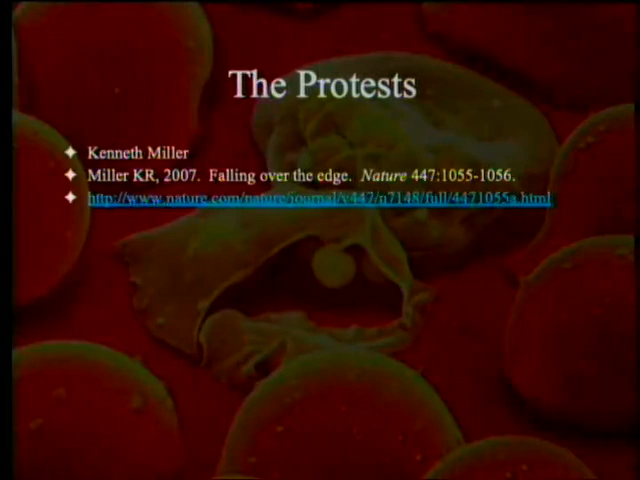 The Protests
Kenneth Miller
Miller KR, 2007. Falling over the edge. Nature 447:1055-1056.
http://www.nature.com/nature/journal/v447/n7148/full/4471055a.html